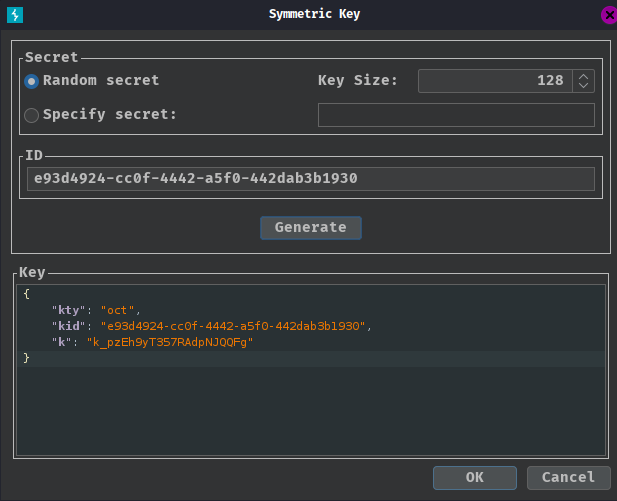 Symmetric Key
Secret
Random secret
Key Size: 128
Specify secret:
ID
e93d4924-cc0f-4442-a5f0-442dab3b1930
Generate
Key
{
"kty": "oct",
"kid": "e93d4924-cc0f-4442-a5f0-442dab3b1930",
"k": "k_pzEh9yT357RAdpNJQQFg"
}
OK Cancel